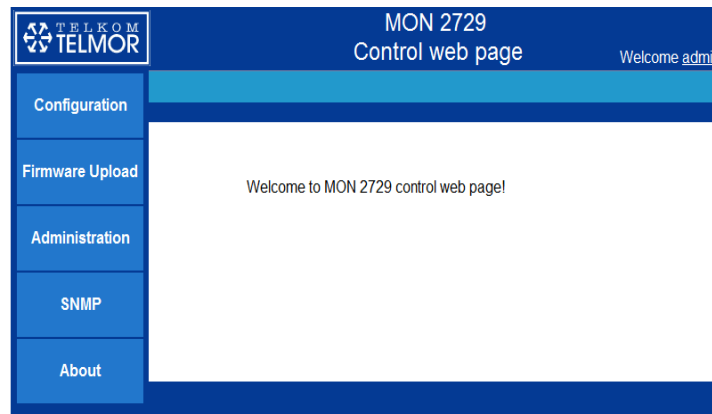 TELKOM
TELMOR
MON 2729
Control web page
Welcome admi
Configuration
Firmware Upload
Welcome to MON 2729 control web page!
Administration
SNMP
About